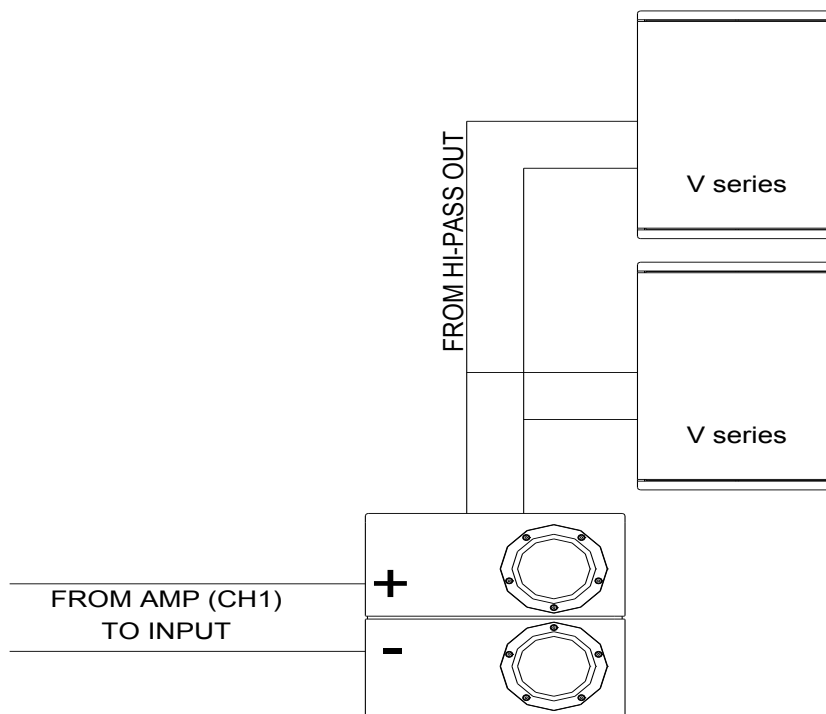 V series
FROM HI-PASS OUT
V series
+
FROM AMP (CH1)
TO INPUT
-